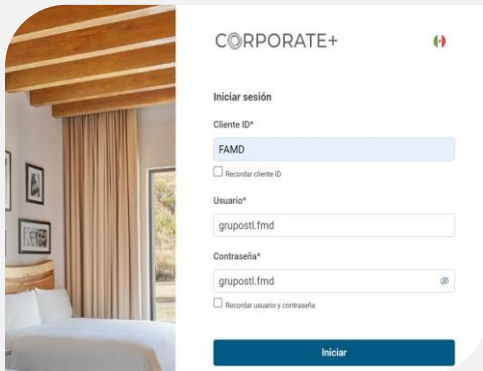 CORPORATE+
Iniciar sesión
Cliente ID*
FAMD
Recordar cliente ID
Usuario*
grupostl.fmd
Contraseña*
grupostl.fmd
Recordar usuario y contraseña
Iniciar